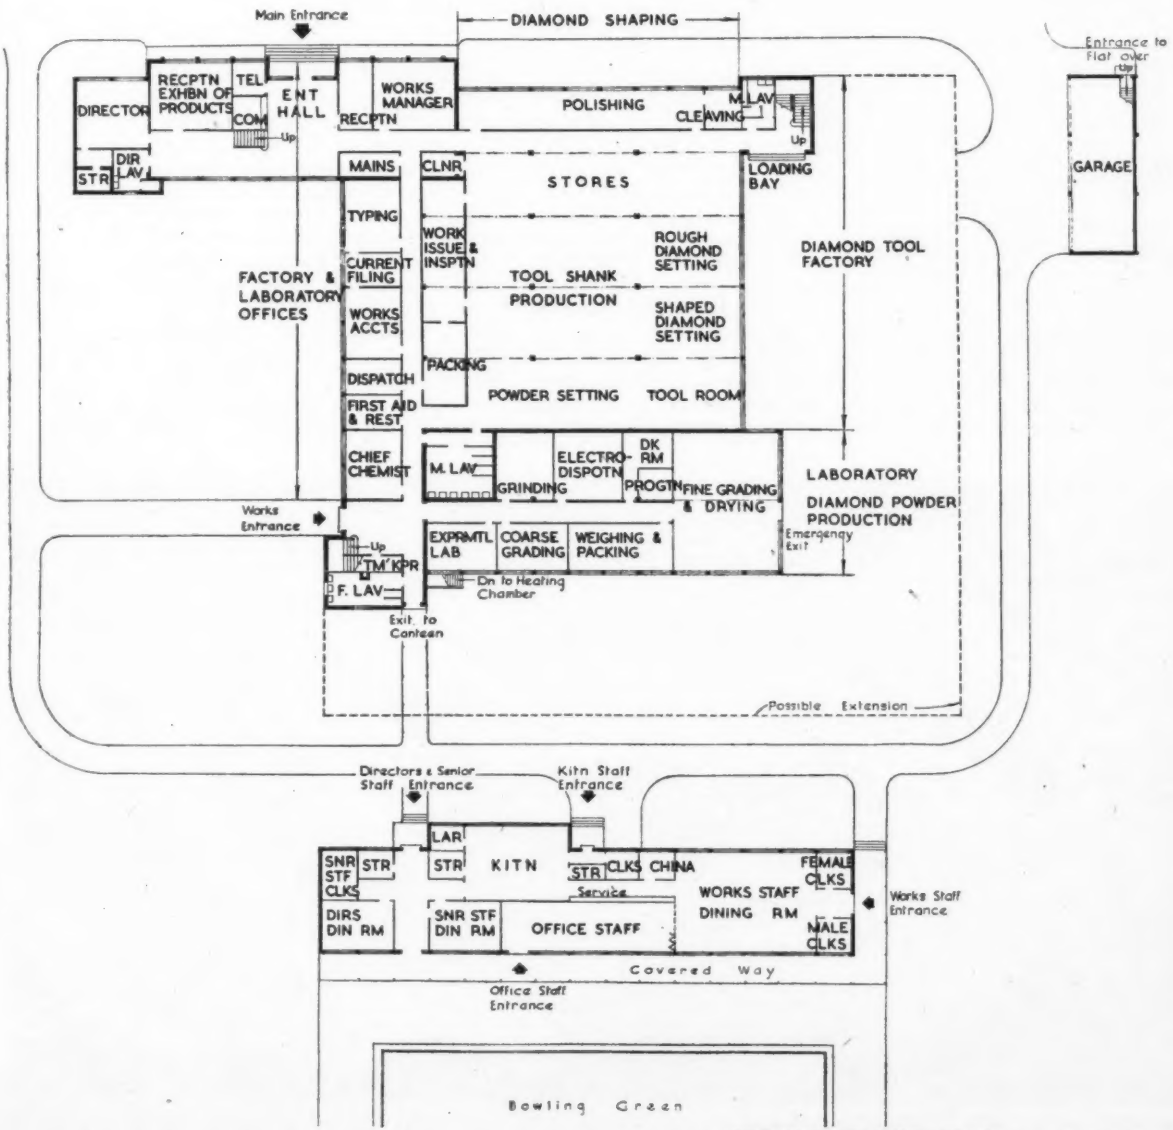 Main Entrance
DIAMOND SHAPING
Entrance to
Flat over
Up
RECPTN
EXHBN OF
PRODUCTS
TEL
COM
ENT
HALL
Up
RECPTN
WORKS
MANAGER
POLISHING
CLEAVING
M. LAV
Up
LOADING
BAY
DIRECTOR
DIR
LAV
STR
GARAGE
MAINS
CLNR
STORES
TYPING
WORK
ISSUE &
INSPTN
CURRENT
FILING
ROUGH
DIAMOND
SETTING
TOOL SHANK
PRODUCTION
DIAMOND TOOL
FACTORY
FACTORY &
LABORATORY
OFFICES
WORKS
ACCTS
SHAPED
DIAMOND
SETTING
DISPATCH
PACKING
POWDER SETTING
TOOL ROOM
FIRST AID
& REST
CHIEF
CHEMIST
M. LAV
GRINDING
ELECTRO-
DISPOTN
DK
RM
PROGTN
FINE GRADING
& DRYING
LABORATORY
DIAMOND POWDER
PRODUCTION
Emergency
Exit
Works
Entrance
Up
TM'KPR
F. LAV
EXPRMTL
LAB
COARSE
GRADING
WEIGHING &
PACKING
Dn to Heating
Chamber
Exit to
Canteen
Possible Extension
Directors & Senior
Staff Entrance
Kitn Staff
Entrance
LAR
SNR
STF
CLKS
STR
STR
KITN
STR
CLKS
CHINA
Service
FEMALE
CLKS
WORKS STAFF
DINING RM
Works Staff
Entrance
DIRS
DIN RM
SNR STF
DIN RM
OFFICE STAFF
MALE
CLKS
Covered Way
Office Staff
Entrance
Bowling Green